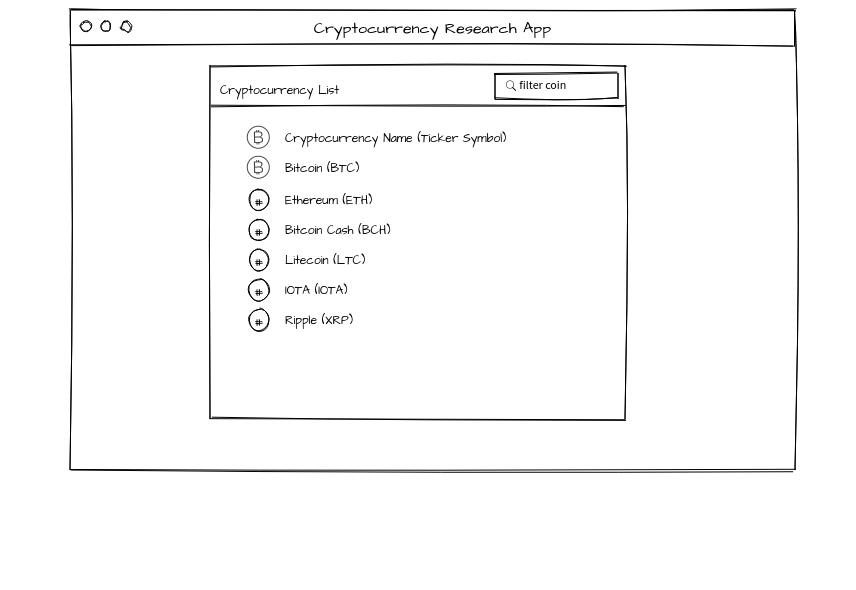 Cryptocurrency Research App
Cryptocurrency List
filter coin
Cryptocurrency Name (Ticker Symbol)
Bitcoin (BTC)
Ethereum (ETH)
Bitcoin Cash (BCH)
Litecoin (LTC)
IOTA (IOTA)
Ripple (XRP)